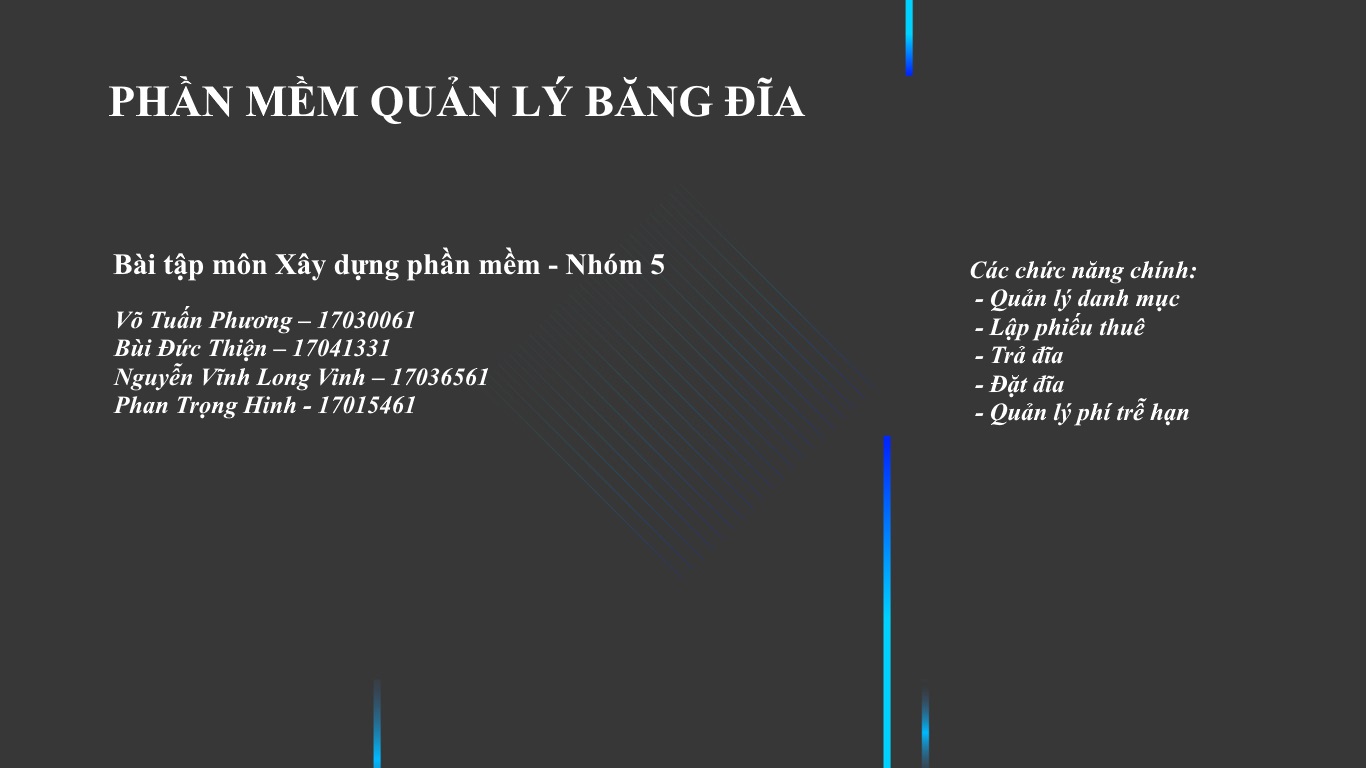 PHẦN MỀM QUẢN LÝ BĂNG ĐĨA
Bài tập môn Xây dựng phần mềm - Nhóm 5
Võ Tuấn Phương – 17030061
Bùi Đức Thiện – 17041331
Nguyễn Vĩnh Long Vinh – 17036561
Phan Trọng Hinh - 17015461
Các chức năng chính:
- Quản lý danh mục
- Lập phiếu thuê
- Trả đĩa
- Đặt đĩa
- Quản lý phí trễ hạn